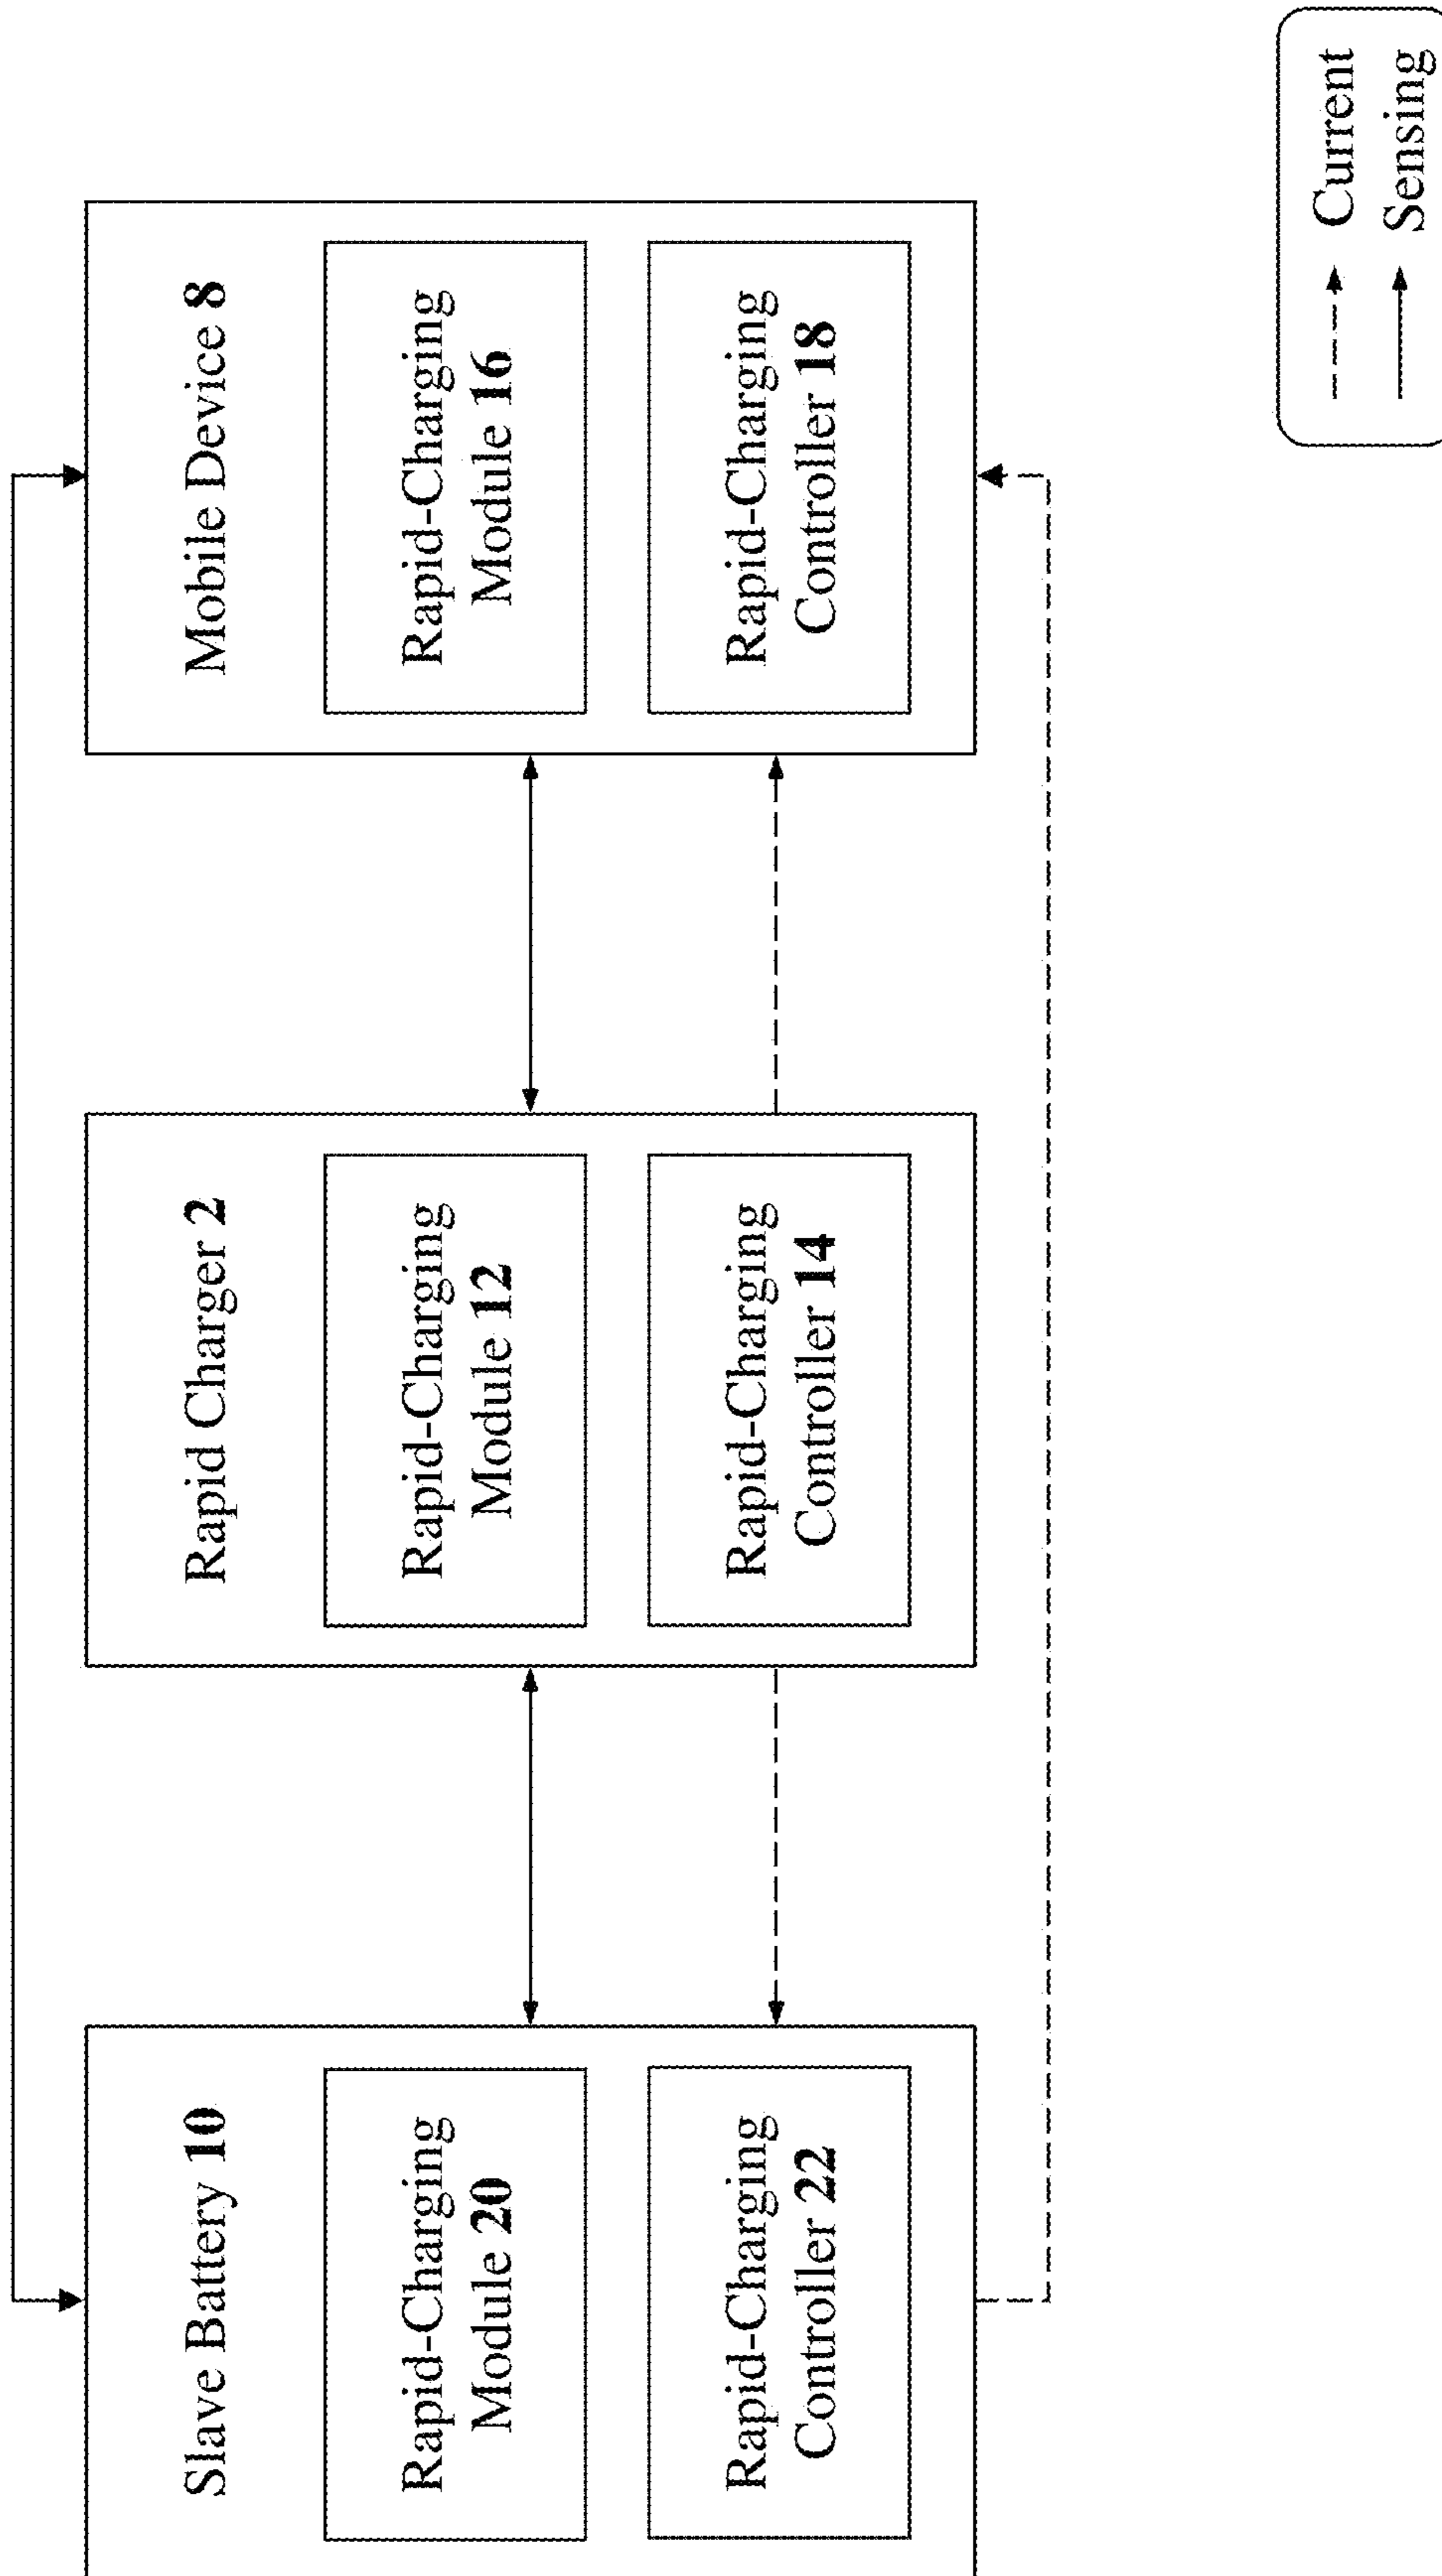 Slave Battery 10
Rapid-Charging
Module 20
Rapid-Charging
Controller 22
Rapid Charger 2
Rapid-Charging
Module 12
Rapid-Charging
Controller 14
Mobile Device 8
Rapid-Charging
Module 16
Rapid-Charging
Controller 18
Current
Sensing